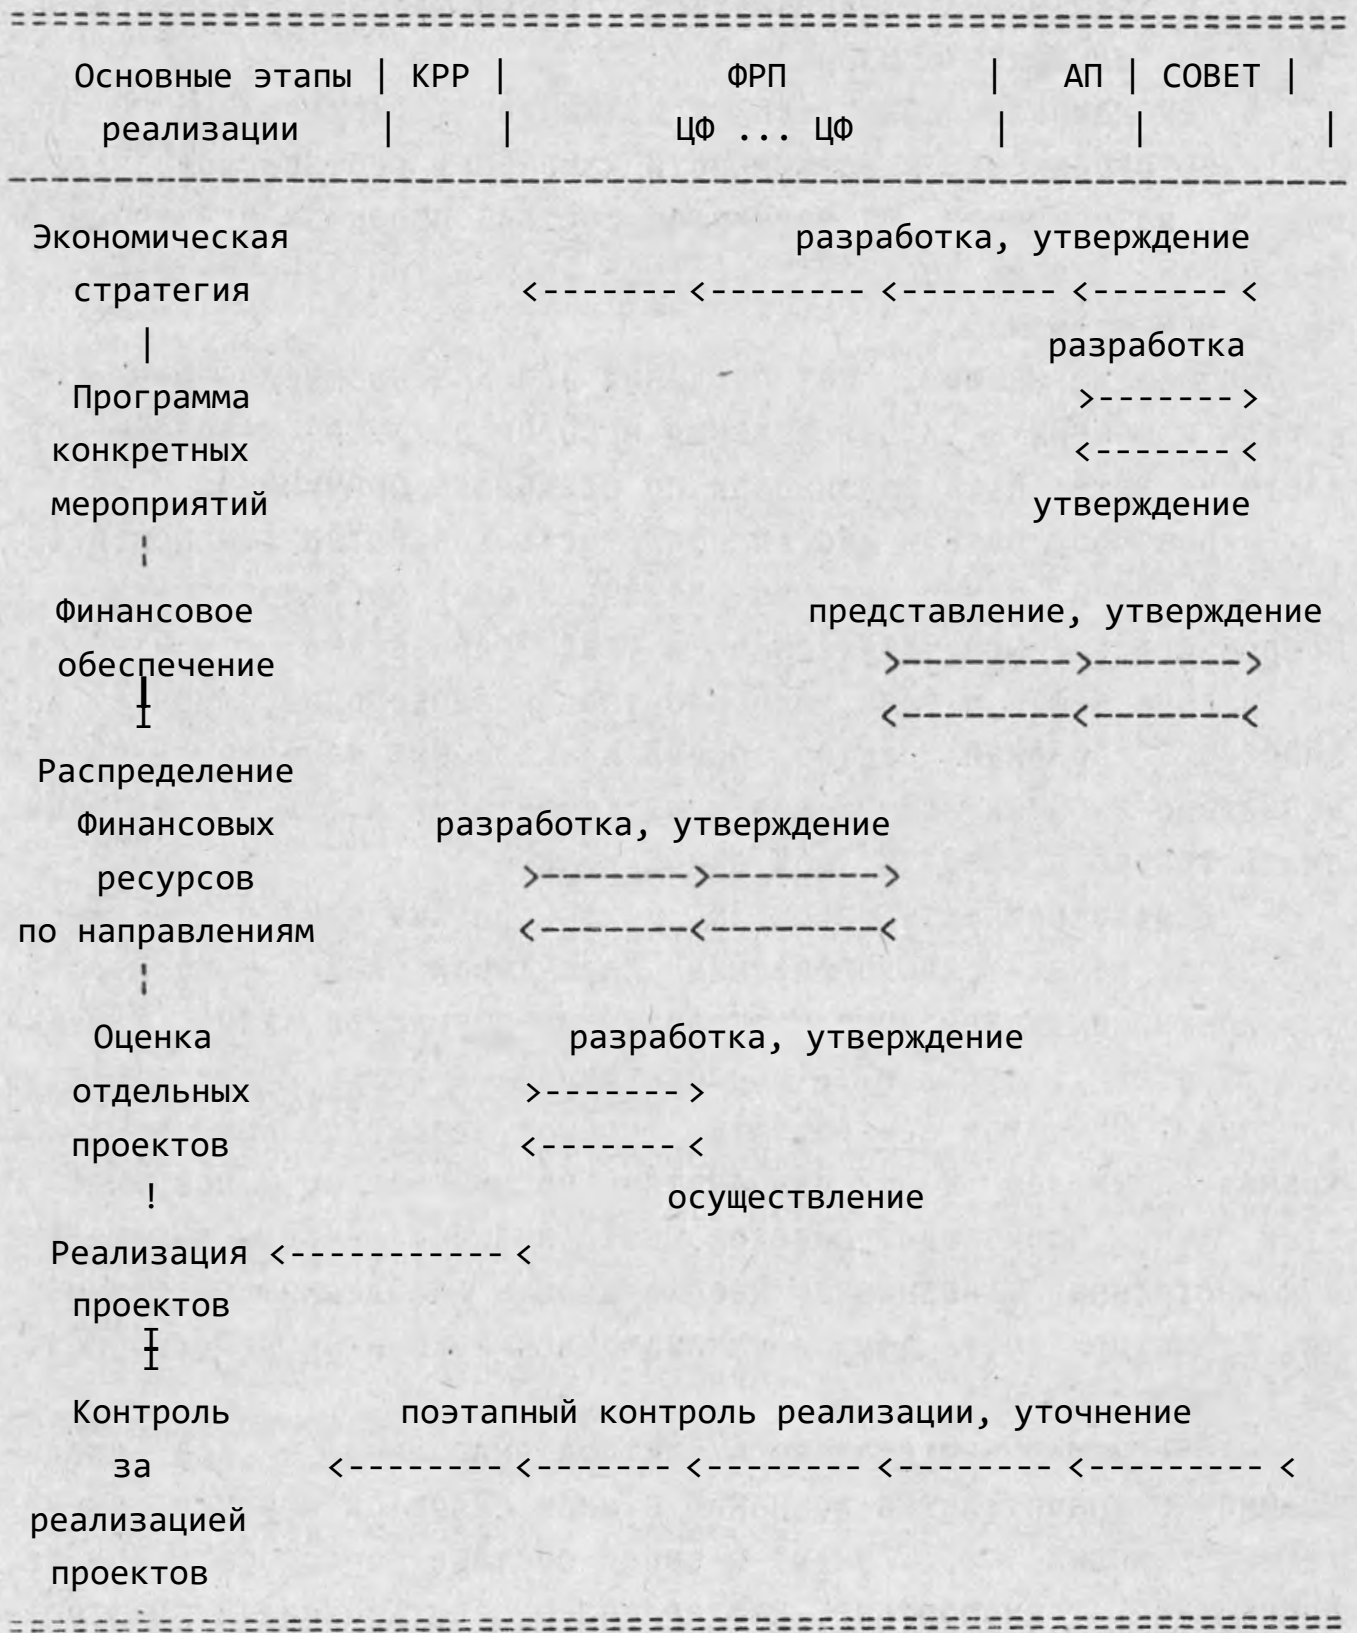 Основные этапы | КРР | ФРП | АП | СОВЕТ |
реализации | | ЦФ ... ЦФ | | |
Экономическая разработка, утверждение
стратегия <-------<--------<--------<-------<
| разработка
Программа >------->
конкретных <-------<
мероприятий утверждение
¦
Финансовое представление, утверждение
обеспечение >-------->------->
<--------<-------<
Распределение
Финансовых разработка, утверждение
ресурсов >------->-------->
по направлениям <-------<--------<
¦
Оценка разработка, утверждение
отдельных >------->
проектов <-------<
! осуществление
Реализация <-----------<
проектов
Контроль поэтапный контроль реализации, уточнение
за <--------<-------<--------<--------<---------<
реализацией
проектов